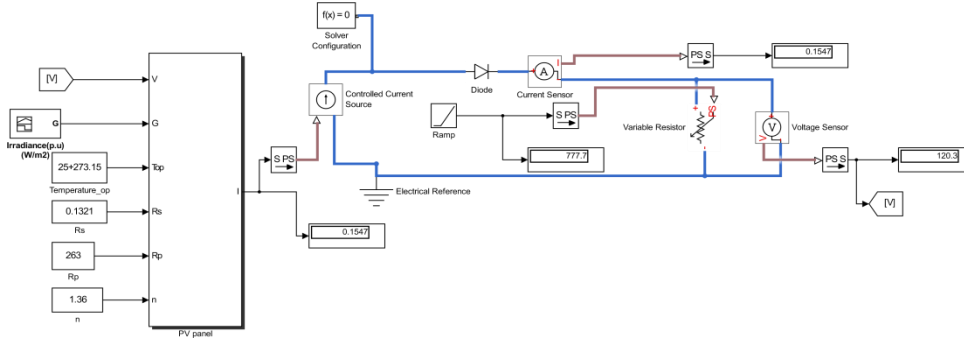 f(x) = 0
Solver
Configuration
[V]
V
G
G
Irradiance(p.u)
(W/m2)
25+273.15
Top
Temperature_op
0.1321
Rs
Rs
263
Rp
Rp
1.36
n
n
I
PV panel
S PS
0.1547
Controlled Current
Source
Electrical Reference
Diode
A
I
Current Sensor
PS S
0.1547
Ramp
S PS
777.7
Variable Resistor
+
PS
-
+
V
V
-
Voltage Sensor
PS S
120.3
[V]